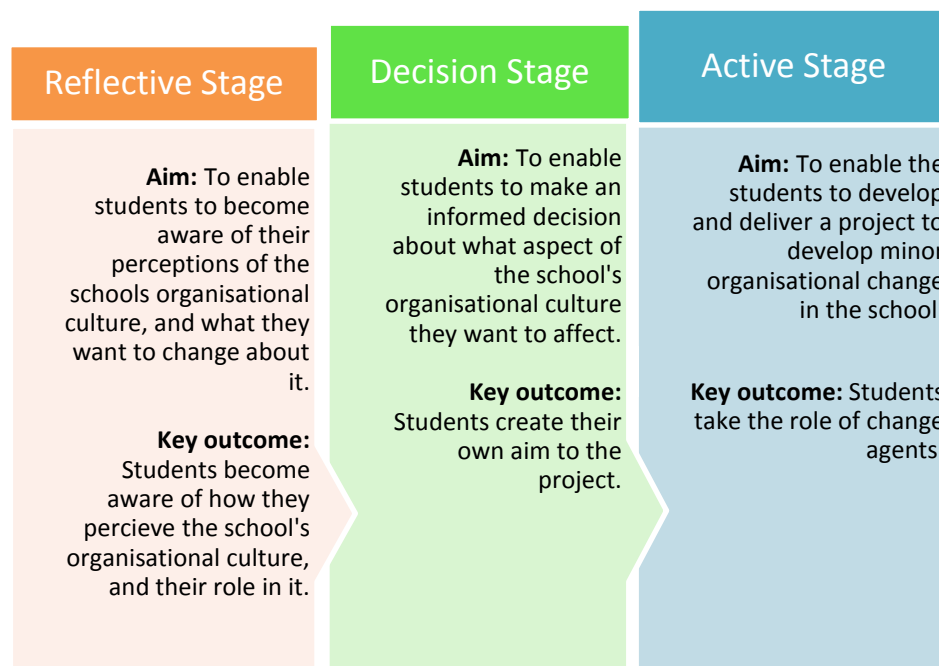 Reflective Stage
Aim: To enable
students to become
aware of their
perceptions of the
schools organisational
culture, and what they
want to change about
it.
Key outcome:
Students become
aware of how they
percieve the school's
organisational culture,
and their role in it.
Decision Stage
Aim: To enable
students to make an
informed decision
about what aspect of
the school's
organisational culture
they want to affect.
Key outcome:
Students create their
own aim to the
project.
Active Stage
Aim: To enable the
students to develop
and deliver a project to
develop minor
organisational change
in the school
Key outcome: Students
take the role of change
agents